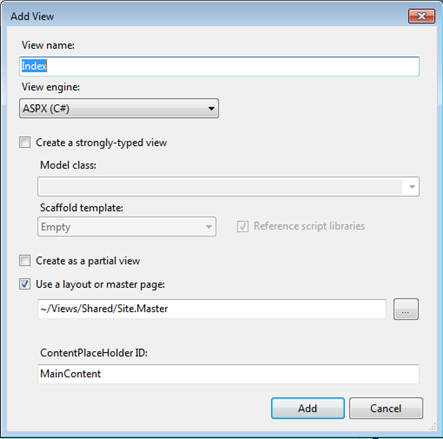 Add View
View name:
Index
View engine:
ASPX (C#)
Create a strongly-typed view
Model class:
Scaffold template:
Empty
Reference script libraries
Create as a partial view
Use a layout or master page:
~/Views/Shared/Site.Master
...
ContentPlaceHolder ID:
MainContent
Add
Cancel